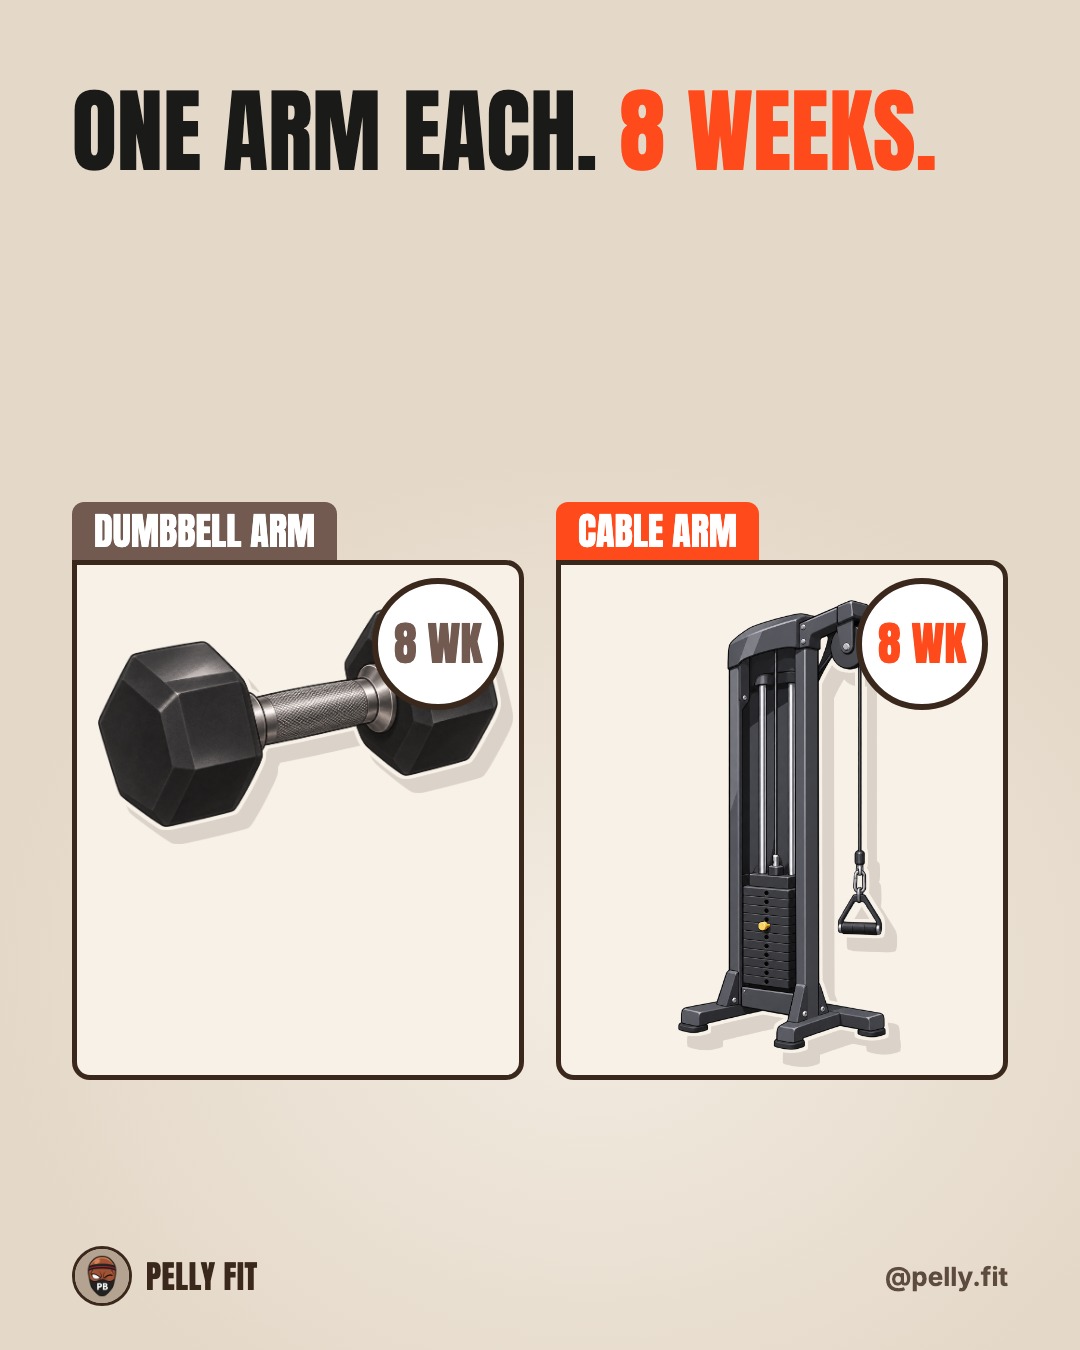 ONE ARM EACH. 8 WEEKS.
DUMBBELL ARM
CABLE ARM
8 WK
8 WK
PB
PELLY FIT
@pelly.fit